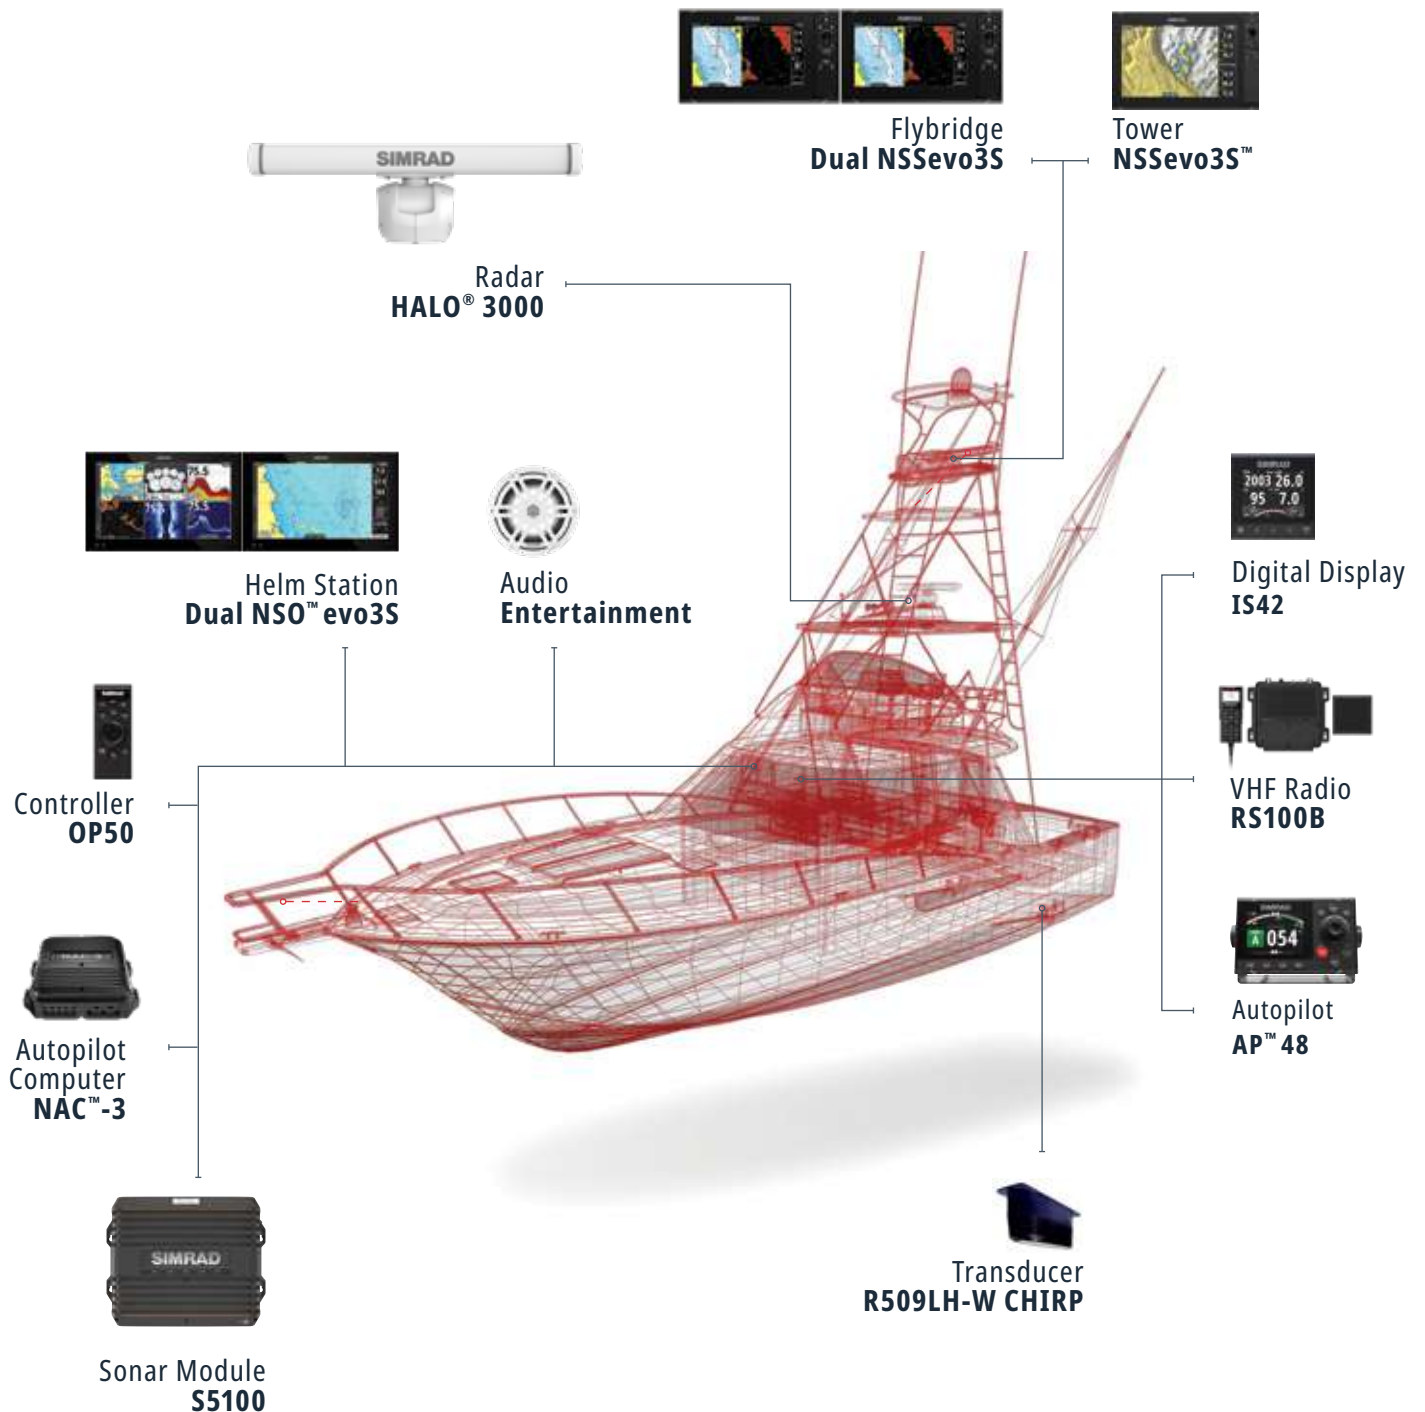 Flybridge
Dual NSSevo3S
Tower
NSSevo3S™
SIMRAD
Radar
HALO® 3000
Helm Station
Dual NSO™ evo3S
Audio
Entertainment
SIMRAD
2003 26.0
95 7.0
Digital Display
IS42
Controller
OP50
VHF Radio
RS100B
SIMRAD
A 054
Autopilot
AP™ 48
Autopilot
Computer
NAC™-3
SIMRAD
Sonar Module
S5100
Transducer
R509LH-W CHIRP